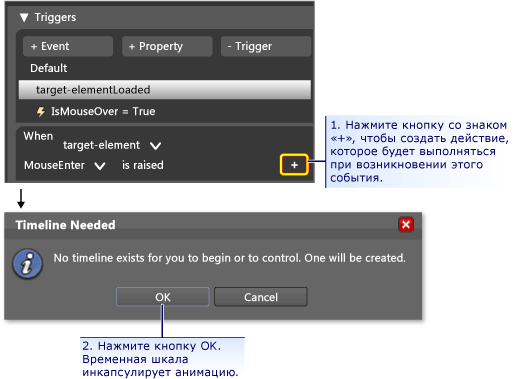 Triggers
+ Event + Property - Trigger
Default
target-elementLoaded
IsMouseOver = True
When
target-element
MouseEnter is raised +
1. Нажмите кнопку со знаком
«+», чтобы создать действие,
которое будет выполняться
при возникновении этого
события.
Timeline Needed
No timeline exists for you to begin or to control. One will be created.
OK Cancel
2. Нажмите кнопку OK.
Временная шкала
инкапсулирует анимацию.